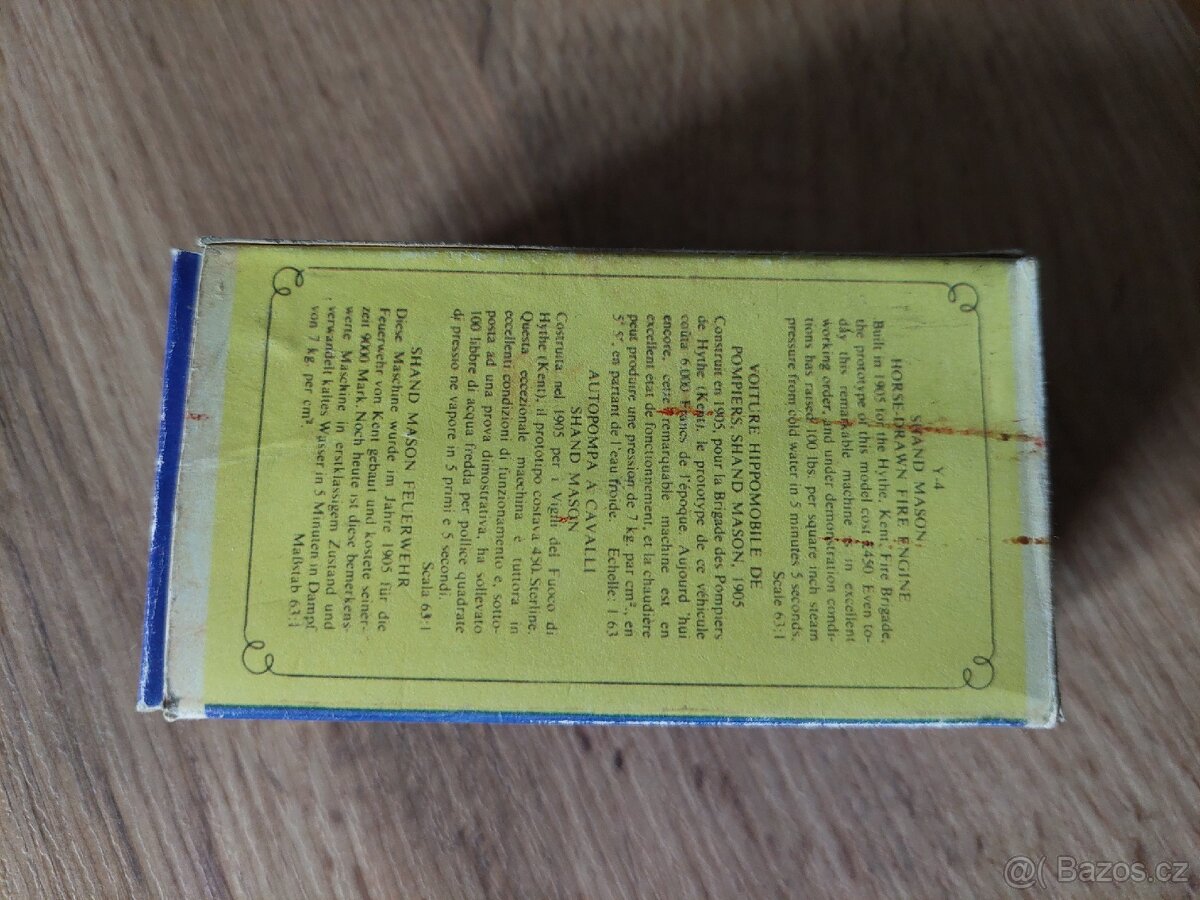 Y-4
SHAND MASON,
HORSE-DRAWN FIRE ENGINE
Built in 1905 for the Hythe, Kent, Fire Brigade,
the prototype of this model cost £450 Even to-
day this remarkable machine is in excellent
working order, and under demonstration condi-
tions has raised 100 lbs. per square inch steam
pressure from cold water in 5 minutes 5 seconds.
Scale 63:1
VOITURE HIPPOMOBILE DE
POMPIERS, SHAND MASON, 1905
Construit en 1905, pour la Brigade des Pompiers
de Hythe (Kent), le prototype de ce véhicule
coûta 6,000 Francs de l'époque. Aujourd 'hui
encore, cette remarquable machine est en
excellent état de fonctionnement, et la chaudière
peut produire une pression de 7 kg. par cm²., en
5' 5", en partant de l'eau froide. Echelle: 1 63
AUTOPOMPA A CAVALLI
SHAND MASON
Costruita nel 1905 per i Vigili del Fuoco di
Hythe (Kent), il prototipo costava 450. Sterline.
Questa eccezionale macchina è tuttora in
eccellenti condizioni di funzionamento e, sotto-
posta ad una prova dimostrativa, ha sollevato
100 libbre di acqua fredda per pollice quadrate
di pressio ne vapore in 5 primi e 5 secondi.
Scala 63:1
SHAND MASON FEUERWEHR
Diese Maschine wurde im Jahre 1905 für die
Feuerwehr von Kent gebaut und kostete seiner-
zeit 9000 Mark Noch heute ist diese bemerkens-
werte Maschine in erstklassigem Zustand und
verwandelt kaltes Wasser in 5 Minuten in Dampf
von 7 kg per cm².
Maßstab 63:1
@( Bazos.cz